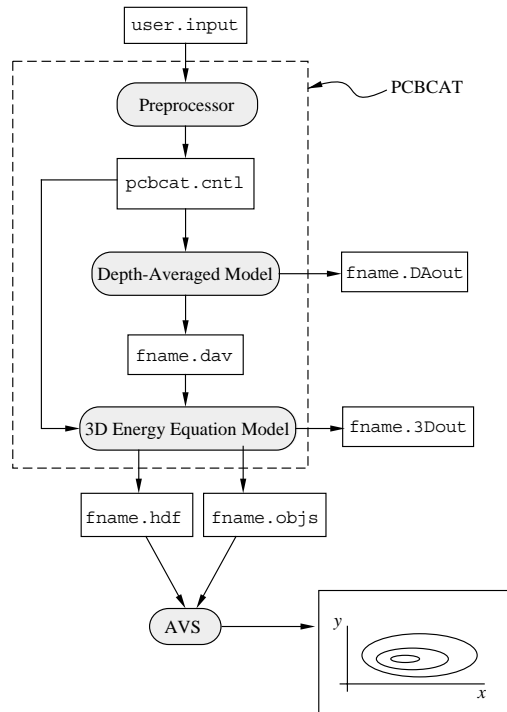 user.input
PCBCAT
Preprocessor
pcbcat.cntl
Depth-Averaged Model
fname.DAout
fname.dav
3D Energy Equation Model
fname.3Dout
fname.hdf
fname.objs
AVS
y
x